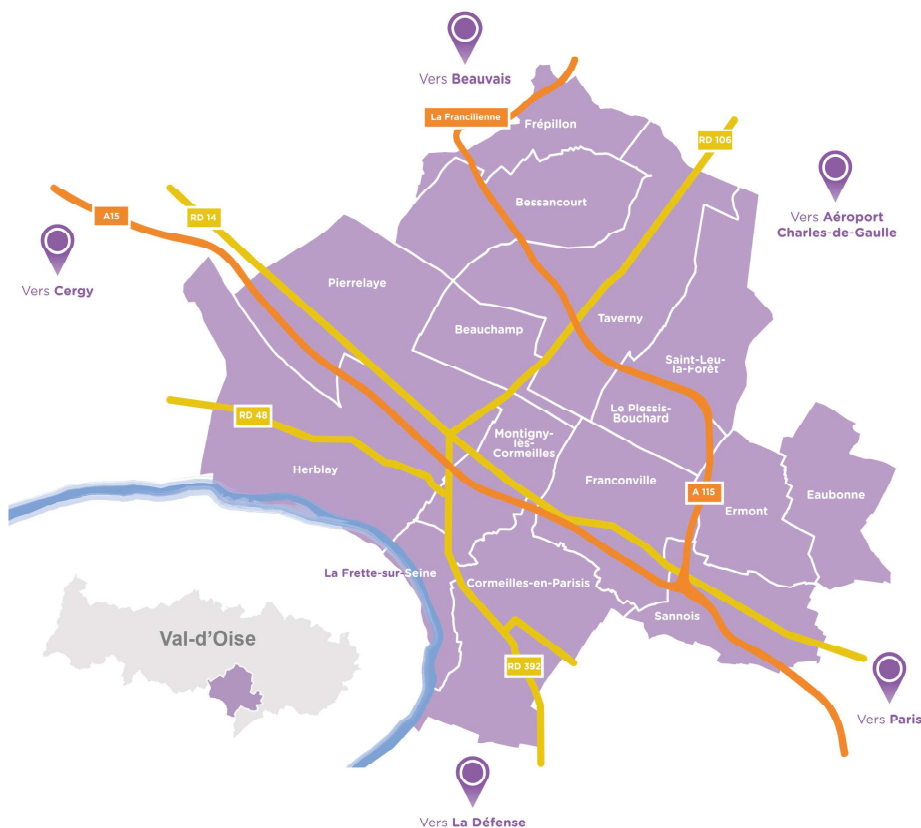 Vers Beauvais
La Francilienne
Frépillon
RD 106
Bessancourt
Vers Aéroport
Charles-de-Gaulle
A15
RD 14
Vers Cergy
Pierrelaye
Beauchamp
Taverny
Saint-Leu-
la-Forêt
RD 48
Le Plessis-
Bouchard
Montigny-
lès-
Cormeilles
Herblay
Franconville
A 115
Ermont
Eaubonne
La Frette-sur-Seine
Cormeilles-en-Parisis
Sannois
Val-d'Oise
RD 392
Vers Paris
Vers La Défense